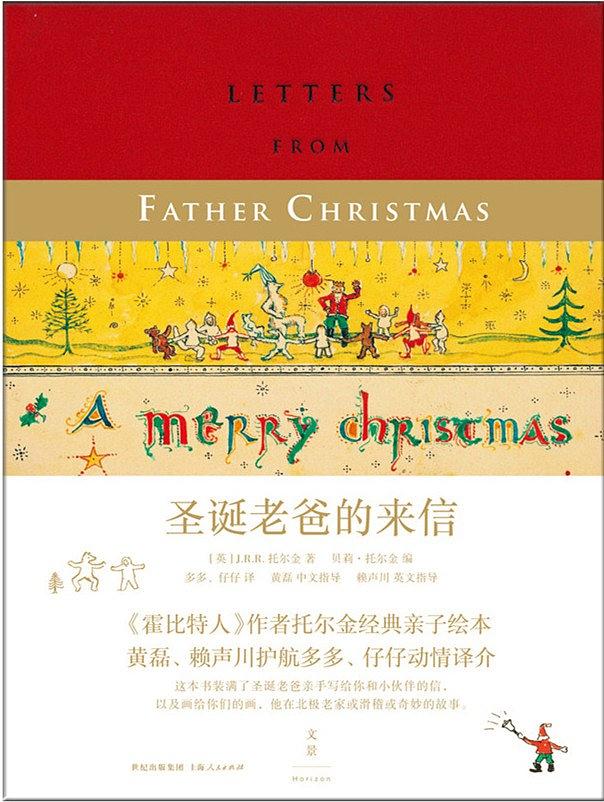 LETTERS
FROM
FATHER CHRISTMAS
A MERRY christmas
圣诞老爸的来信
[英]J.R.R.托尔金 著 贝莉·托尔金 编
多多、仔仔 译 黄磊 中文指导 赖声川 英文指导
《霍比特人》作者托尔金经典亲子绘本
黄磊、赖声川护航多多、仔仔动情译介
这本书装满了圣诞老爸亲手写给你和小伙伴的信，
以及画给你们的画，他在北极老家或滑稽或奇妙的故事。
文
景
Horizon
世纪出版集团 上海人民出版社